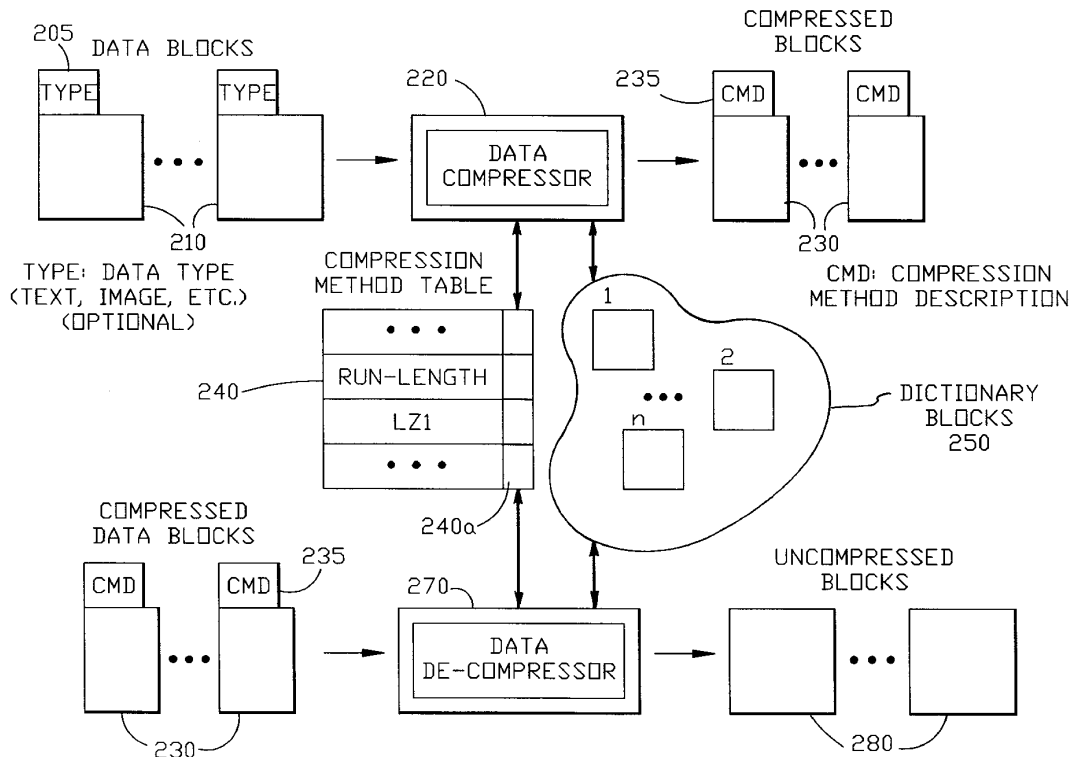 205
DATA BLOCKS
TYPE
TYPE
210
TYPE: DATA TYPE
(TEXT, IMAGE, ETC.)
(OPTIONAL)
220
DATA
COMPRESSOR
COMPRESSED
BLOCKS
235
CMD
CMD
230
CMD: COMPRESSION
METHOD DESCRIPTION
COMPRESSION
METHOD TABLE
240
RUN-LENGTH
LZ1
240a
1
2
n
DICTIONARY
BLOCKS
250
COMPRESSED
DATA BLOCKS
CMD
CMD
235
230
270
DATA
DE-COMPRESSOR
UNCOMPRESSED
BLOCKS
280